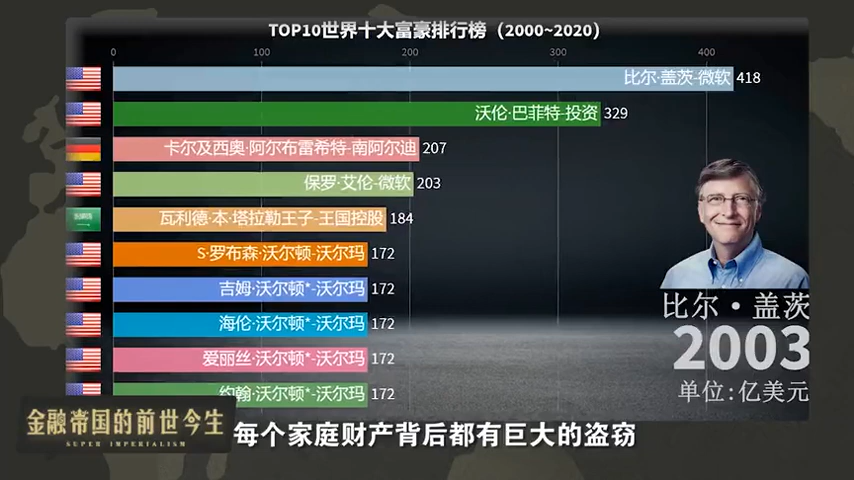 TOP10世界十大富豪排行榜（2000~2020）
0 100 200 300 400
比尔·盖茨-微软 418
沃伦·巴菲特-投资 329
卡尔及西奥·阿尔布雷希特-南阿尔迪 207
保罗·艾伦-微软 203
瓦利德·本·塔拉勒王子-王国控股 184
S·罗布森·沃尔顿-沃尔玛 172
吉姆·沃尔顿*-沃尔玛 172
海伦·沃尔顿*-沃尔玛 172
爱丽丝·沃尔顿*-沃尔玛 172
约翰·沃尔顿*-沃尔玛 172
比尔·盖茨
2003
单位:亿美元
金融帝国的前世今生
SUPER IMPERIALISM
每个家庭财产背后都有巨大的盗窃